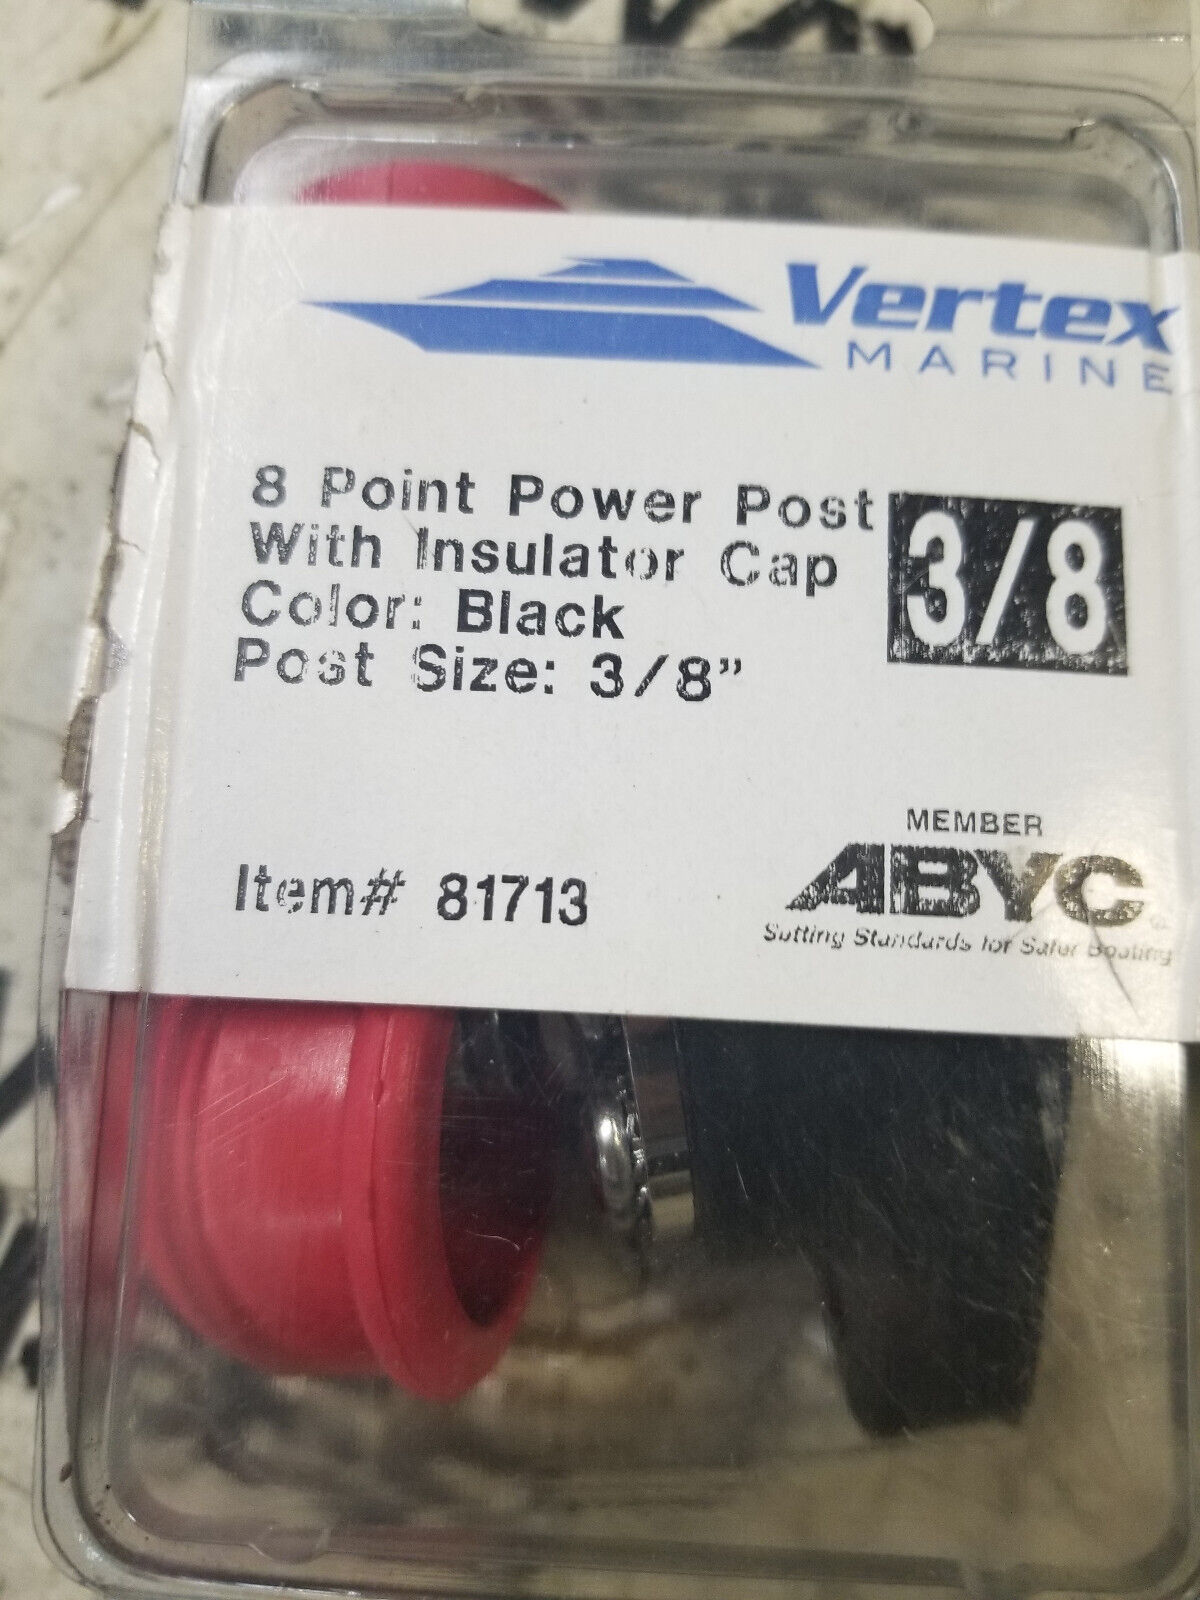 Vertex
MARINE
8 Point Power Post
With Insulator Cap
Color: Black
Post Size: 3/8”
3/8
Item# 81713
MEMBER
ABYC
Setting Standards for Safer Boating